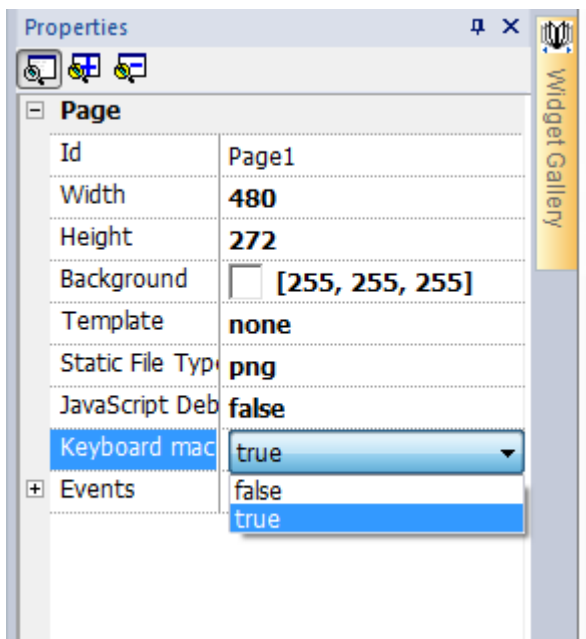 Properties
Widget Gallery
Page
Id Page1
Width 480
Height 272
Background [255, 255, 255]
Template none
Static File Typ png
JavaScript Deb false
Keyboard mac true
Events false
true